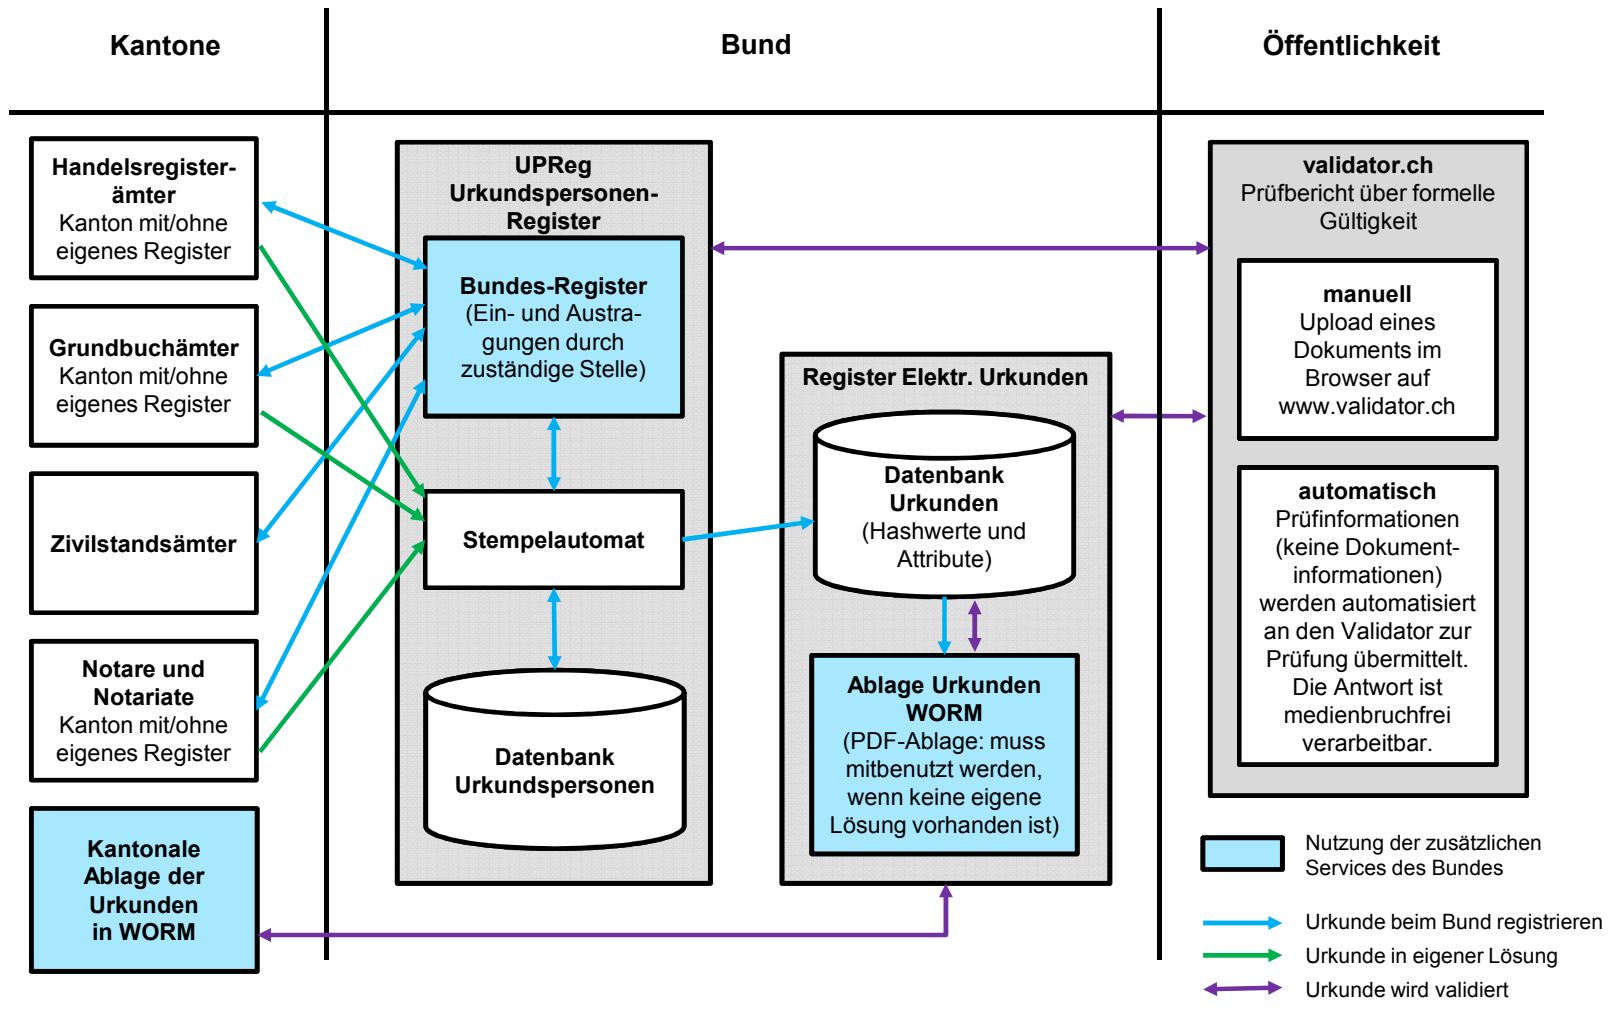 Kantone
Bund
Öffentlichkeit
Handelsregister-
ämter
Kanton mit/ohne
eigenes Register
Grundbuchämter
Kanton mit/ohne
eigenes Register
Zivilstandsämter
Notare und
Notariate
Kanton mit/ohne
eigenes Register
Kantonale
Ablage der
Urkunden
in WORM
UPReg
Urkundspersonen-
Register
Bundes-Register
(Ein- und Austra-
gungen durch
zuständige Stelle)
Stempelautomat
Datenbank
Urkundspersonen
Register Elektr. Urkunden
Datenbank
Urkunden
(Hashwerte und
Attribute)
Ablage Urkunden
WORM
(PDF-Ablage: muss
mitbenutzt werden,
wenn keine eigene
Lösung vorhanden ist)
validator.ch
Prüfbericht über formelle
Gültigkeit
manuell
Upload eines
Dokuments im
Browser auf
www.validator.ch
automatisch
Prüfinformationen
(keine Dokument-
informationen)
werden automatisiert
an den Validator zur
Prüfung übermittelt.
Die Antwort ist
medienbruchfrei
verarbeitbar.
Nutzung der zusätzlichen
Services des Bundes
Urkunde beim Bund registrieren
Urkunde in eigener Lösung
Urkunde wird validiert